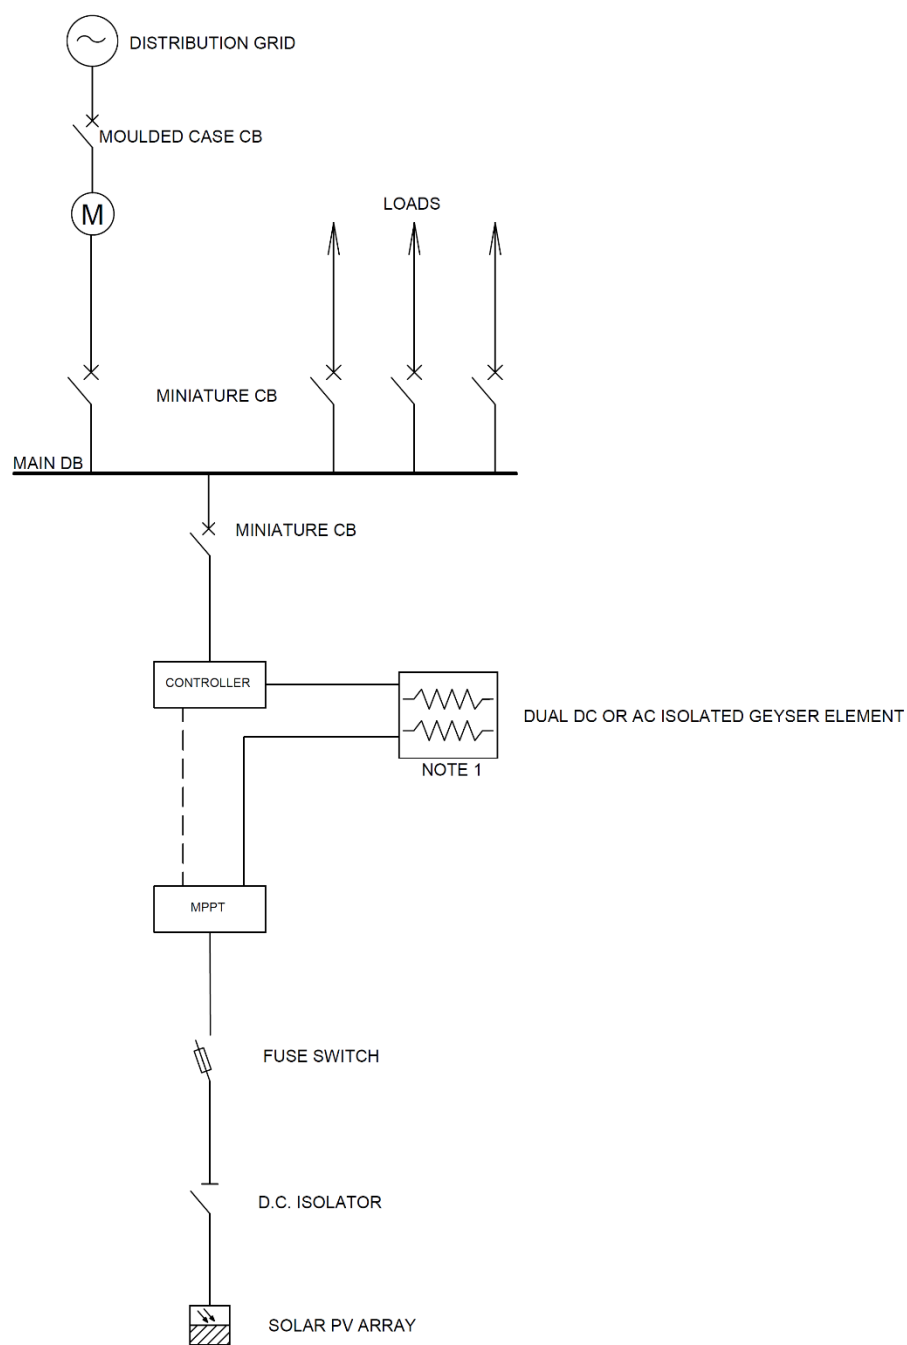 DISTRIBUTION GRID
MOULDED CASE CB
M
LOADS
MINIATURE CB
MAIN DB
MINIATURE CB
CONTROLLER
DUAL DC OR AC ISOLATED GEYSER ELEMENT
NOTE 1
MPPT
FUSE SWITCH
D.C. ISOLATOR
SOLAR PV ARRAY